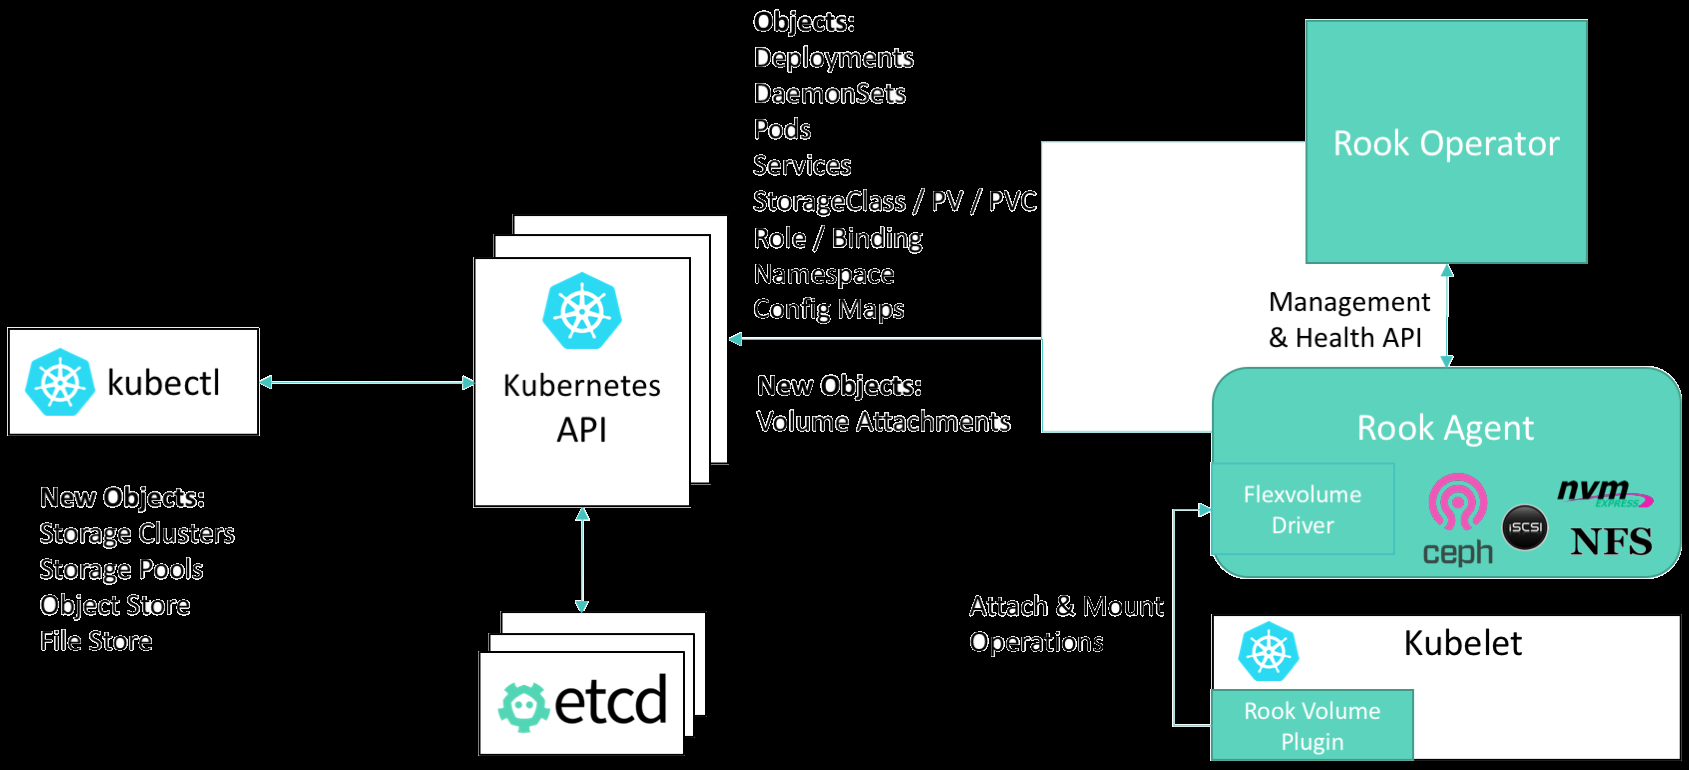 kubectl
New Objects:
Storage Clusters
Storage Pools
Object Store
File Store
Kubernetes
API
etcd
Objects:
Deployments
DaemonSets
Pods
Services
StorageClass / PV / PVC
Role / Binding
Namespace
Config Maps
New Objects:
Volume Attachments
Rook Operator
Management
& Health API
Rook Agent
Flexvolume
Driver
ceph
iSCSI
nvm
EXPRESS
NFS
Attach & Mount
Operations
Kubelet
Rook Volume
Plugin